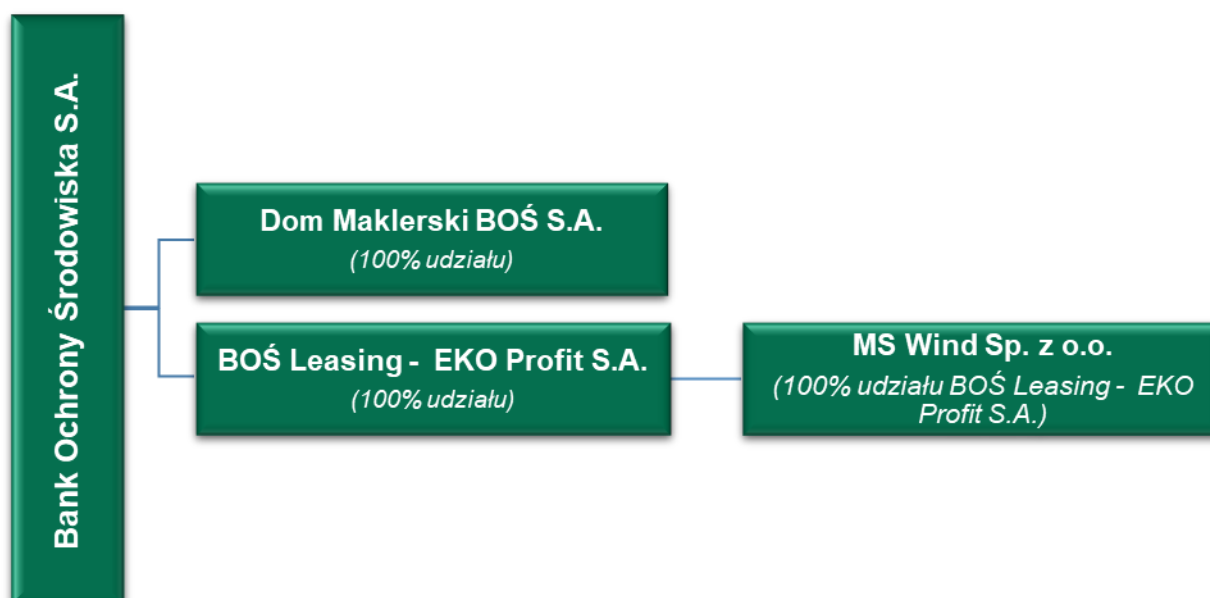 Bank Ochrony Środowiska S.A.
Dom Maklerski BOŚ S.A.
(100% udziału)
BOŚ Leasing - EKO Profit S.A.
(100% udziału)
MS Wind Sp. z o.o.
(100% udziału BOŚ Leasing - EKO
Profit S.A.)